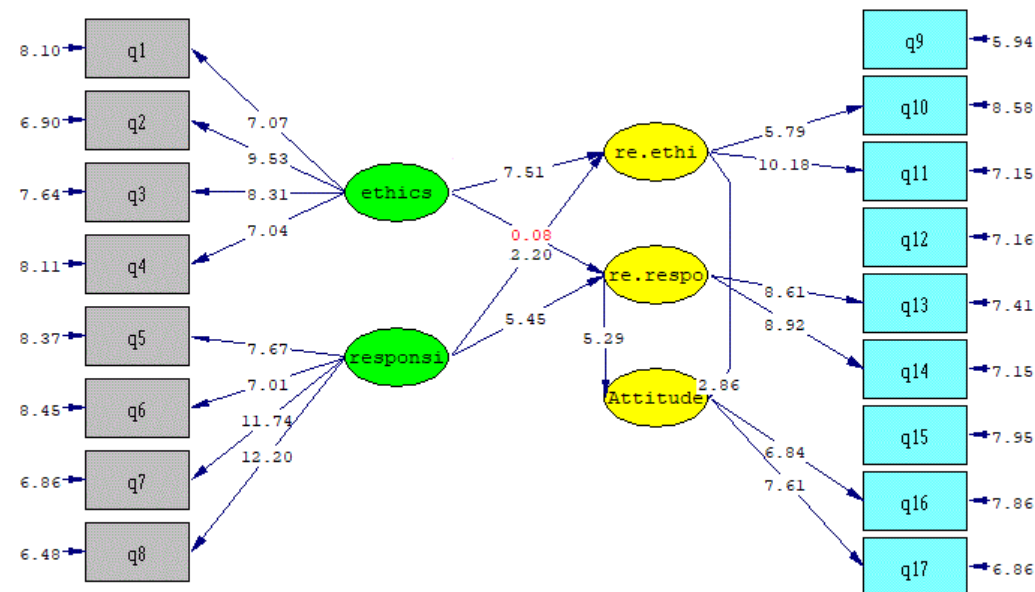 8.10 q1
6.90 q2
7.64 q3
8.11 q4
8.37 q5
8.45 q6
6.86 q7
6.48 q8
7.07
9.53
8.31
7.04
7.67
7.01
11.74
12.20
ethics
responsi
7.51
0.08
2.20
5.45
re.ethi
re.respo
Attitude
5.29
2.86
5.79
10.18
8.61
8.92
6.84
7.61
q9 5.94
q10 8.58
q11 7.15
q12 7.16
q13 7.41
q14 7.15
q15 7.95
q16 7.86
q17 6.86